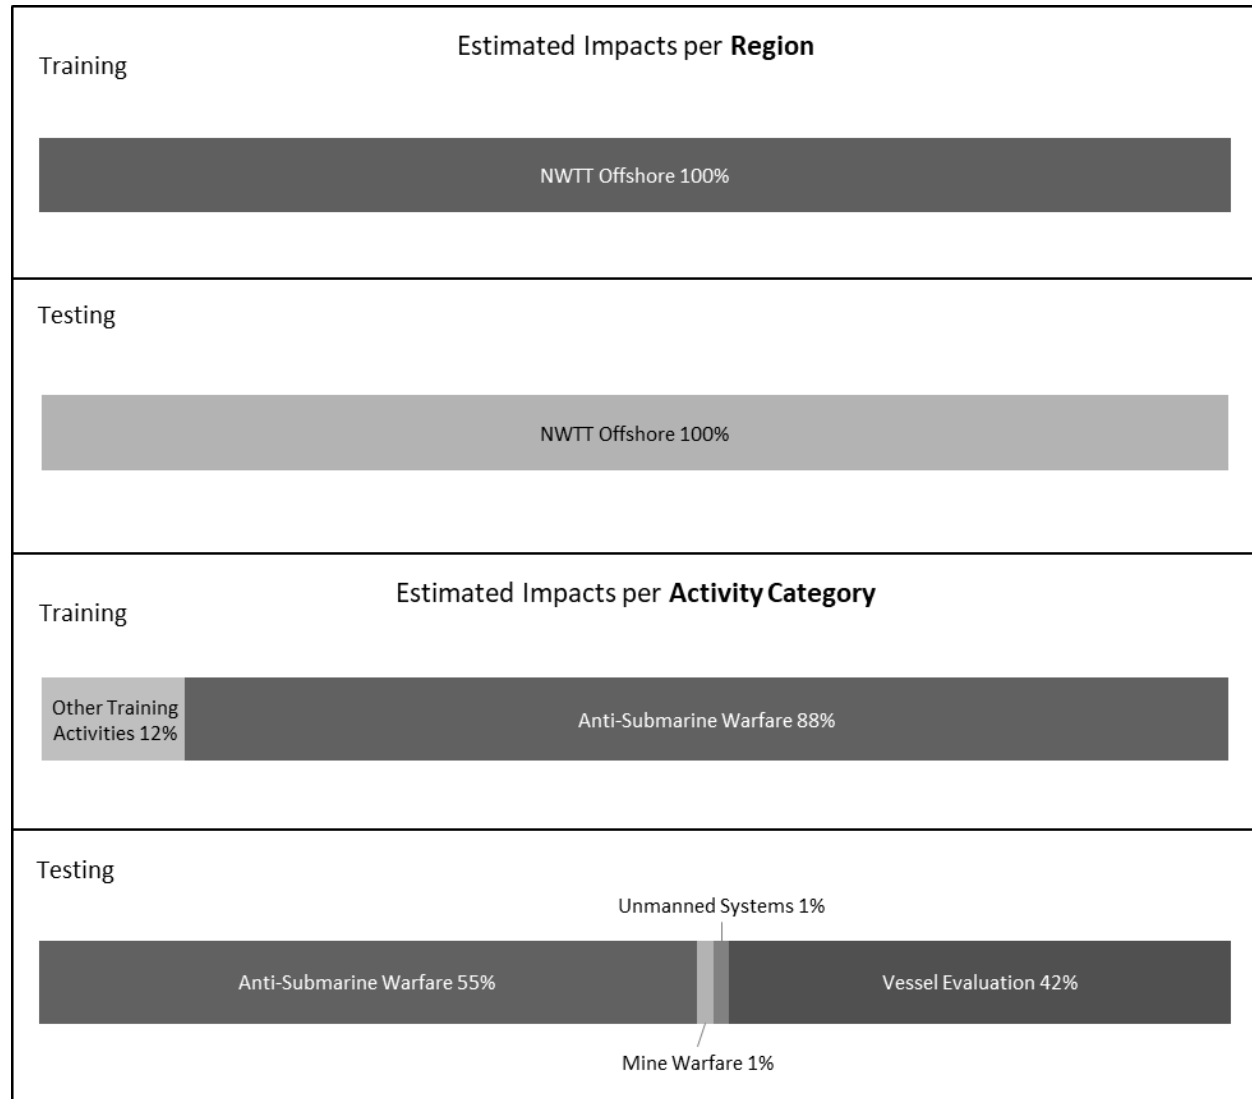 Estimated Impacts per Region
Training
NWTT Offshore 100%
Testing
NWTT Offshore 100%
Estimated Impacts per Activity Category
Training
Other Training
Activities 12%
Anti-Submarine Warfare 88%
Testing
Unmanned Systems 1%
Anti-Submarine Warfare 55%
Vessel Evaluation 42%
Mine Warfare 1%